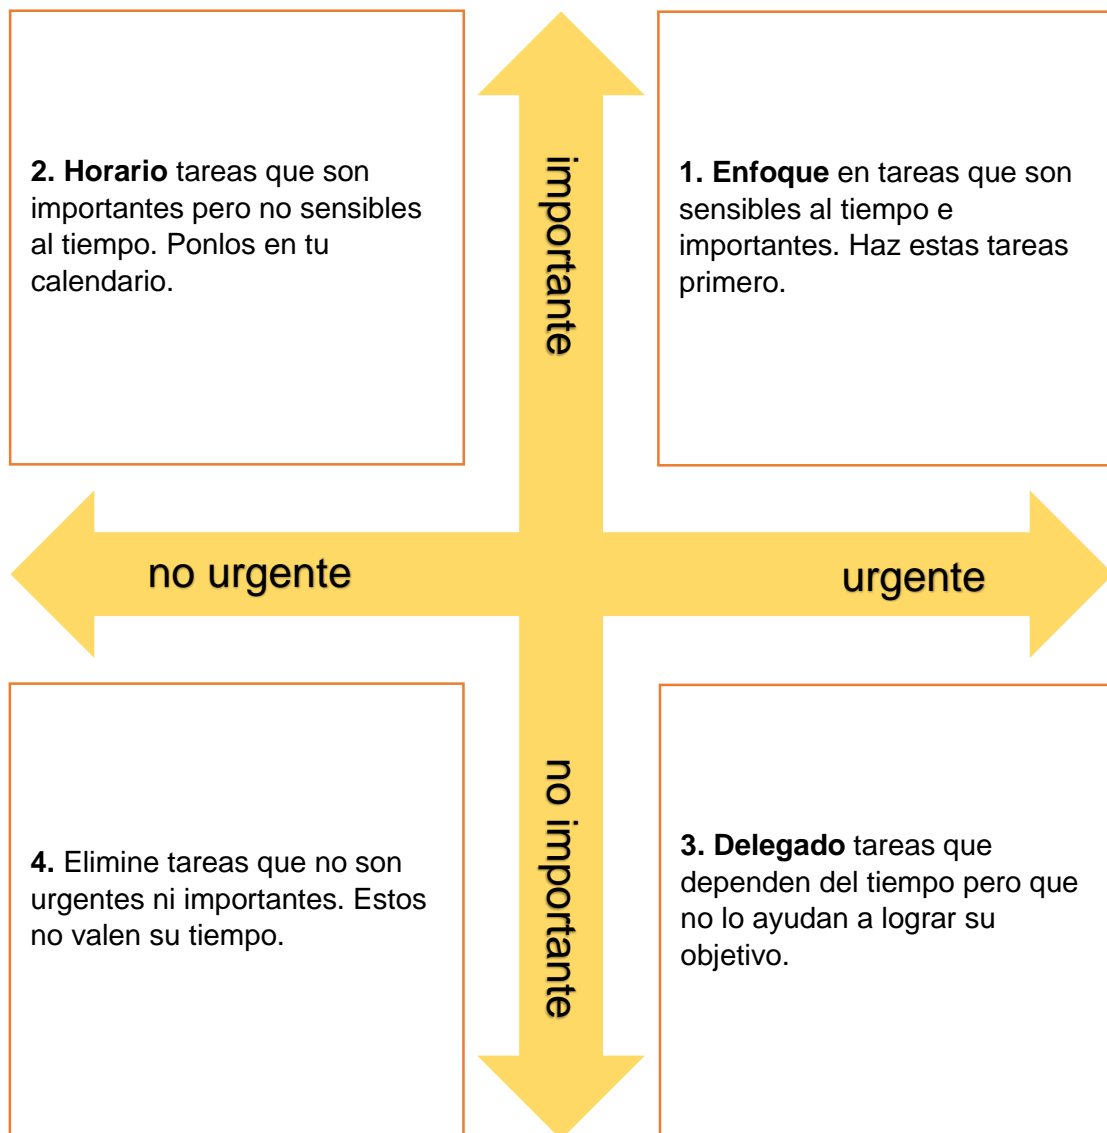 2. Horario tareas que son
importantes pero no sensibles
al tiempo. Ponlos en tu
calendario.
importante
1. Enfoque en tareas que son
sensibles al tiempo e
importantes. Haz estas tareas
primero.
no urgente
urgente
4. Elimine tareas que no son
urgentes ni importantes. Estos
no valen su tiempo.
no importante
3. Delegado tareas que
dependen del tiempo pero que
no lo ayudan a lograr su
objetivo.